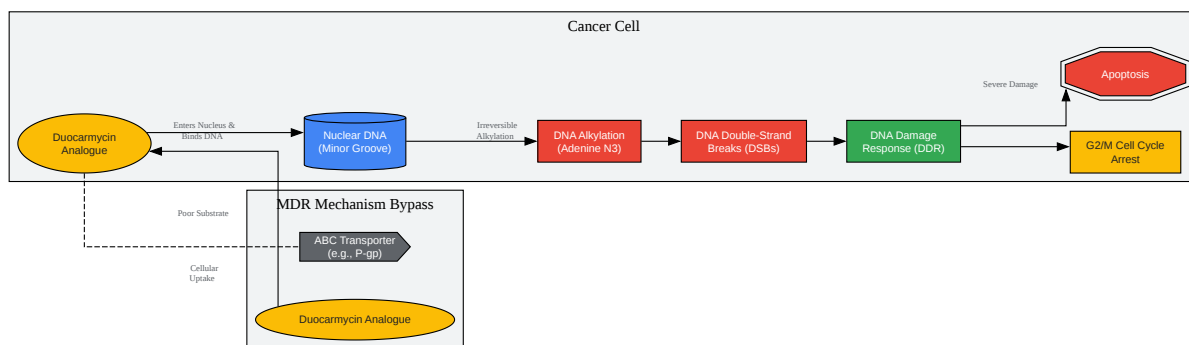 Cancer Cell
Severe Damage
Apoptosis
Duocarmycin
Analogue
Enters Nucleus &
Binds DNA
Nuclear DNA
(Minor Groove)
Irreversible
Alkylation
DNA Alkylation
(Adenine N3)
DNA Double-Strand
Breaks (DSBs)
DNA Damage
Response (DDR)
G2/M Cell Cycle
Arrest
MDR Mechanism Bypass
Poor Substrate
ABC Transporter
(e.g., P-gp)
Cellular
Uptake
Duocarmycin Analogue